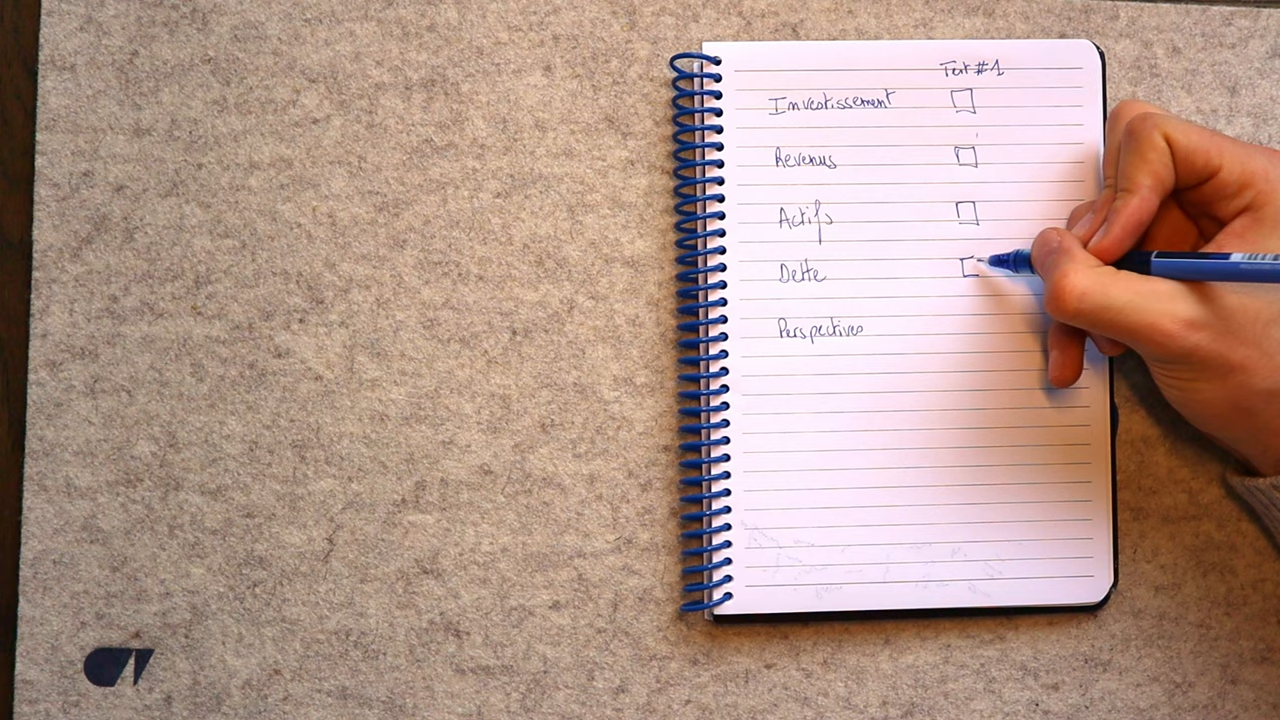 Test #1
Investissement
Revenus
Actifs
Dette
Perspectives